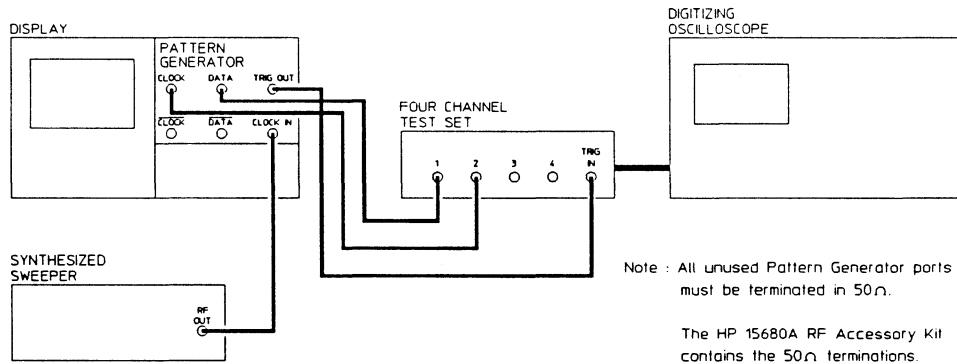 DISPLAY
PATTERN
GENERATOR
CLOCK DATA TRIG OUT
CLOCK DATA CLOCK IN
DIGITIZING
OSCILLOSCOPE
FOUR CHANNEL
TEST SET
1 2 3 4 TRIG
IN
SYNTHESIZED
SWEEPER
RF
OUT
Note : All unused Pattern Generator ports
must be terminated in 50Ω.
The HP 15680A RF Accessory Kit
contains the 50Ω terminations.